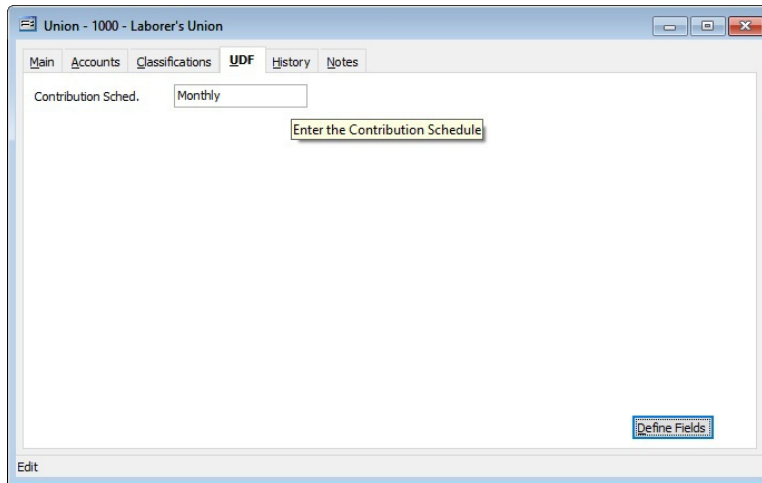 Union - 1000 - Laborer's Union
Main Accounts Classifications UDF History Notes
Contribution Sched. Monthly
Enter the Contribution Schedule
Define Fields
Edit